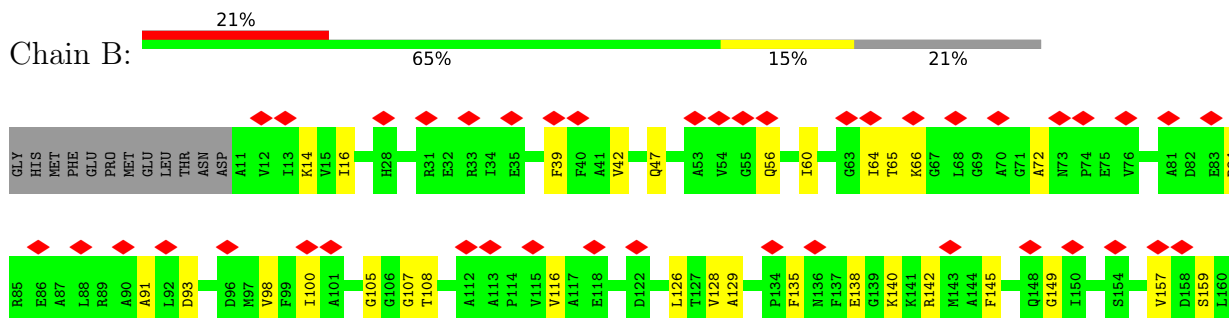 21%
Chain B:
65% 15% 21%
GLY HIS MET PHE GLU PRO MET GLU LEU THR ASN ASP A11 V12 I13 K14 V15 I16 H28 R31 E32 R33 I34 E35 F39 F40 A41 V42 Q47 A53 V54 G55 Q56 I60 G63 I64 T65 K66 G67 L68 G69 A70 G71 A72 N73 P74 E75 V76 A81 D82 E83
R85 E86 A87 L88 R89 A90 A91 L92 D93 D96 M97 V98 F99 I100 A101 G105 G106 G107 T108 A112 A113 P114 V115 V116 A117 E118 D122 L126 T127 V128 A129 P134 F135 N136 F137 E138 G139 K140 K141 R142 M143 A144 F145 Q148 G149 I150 S154 V157 D158 S159 L160